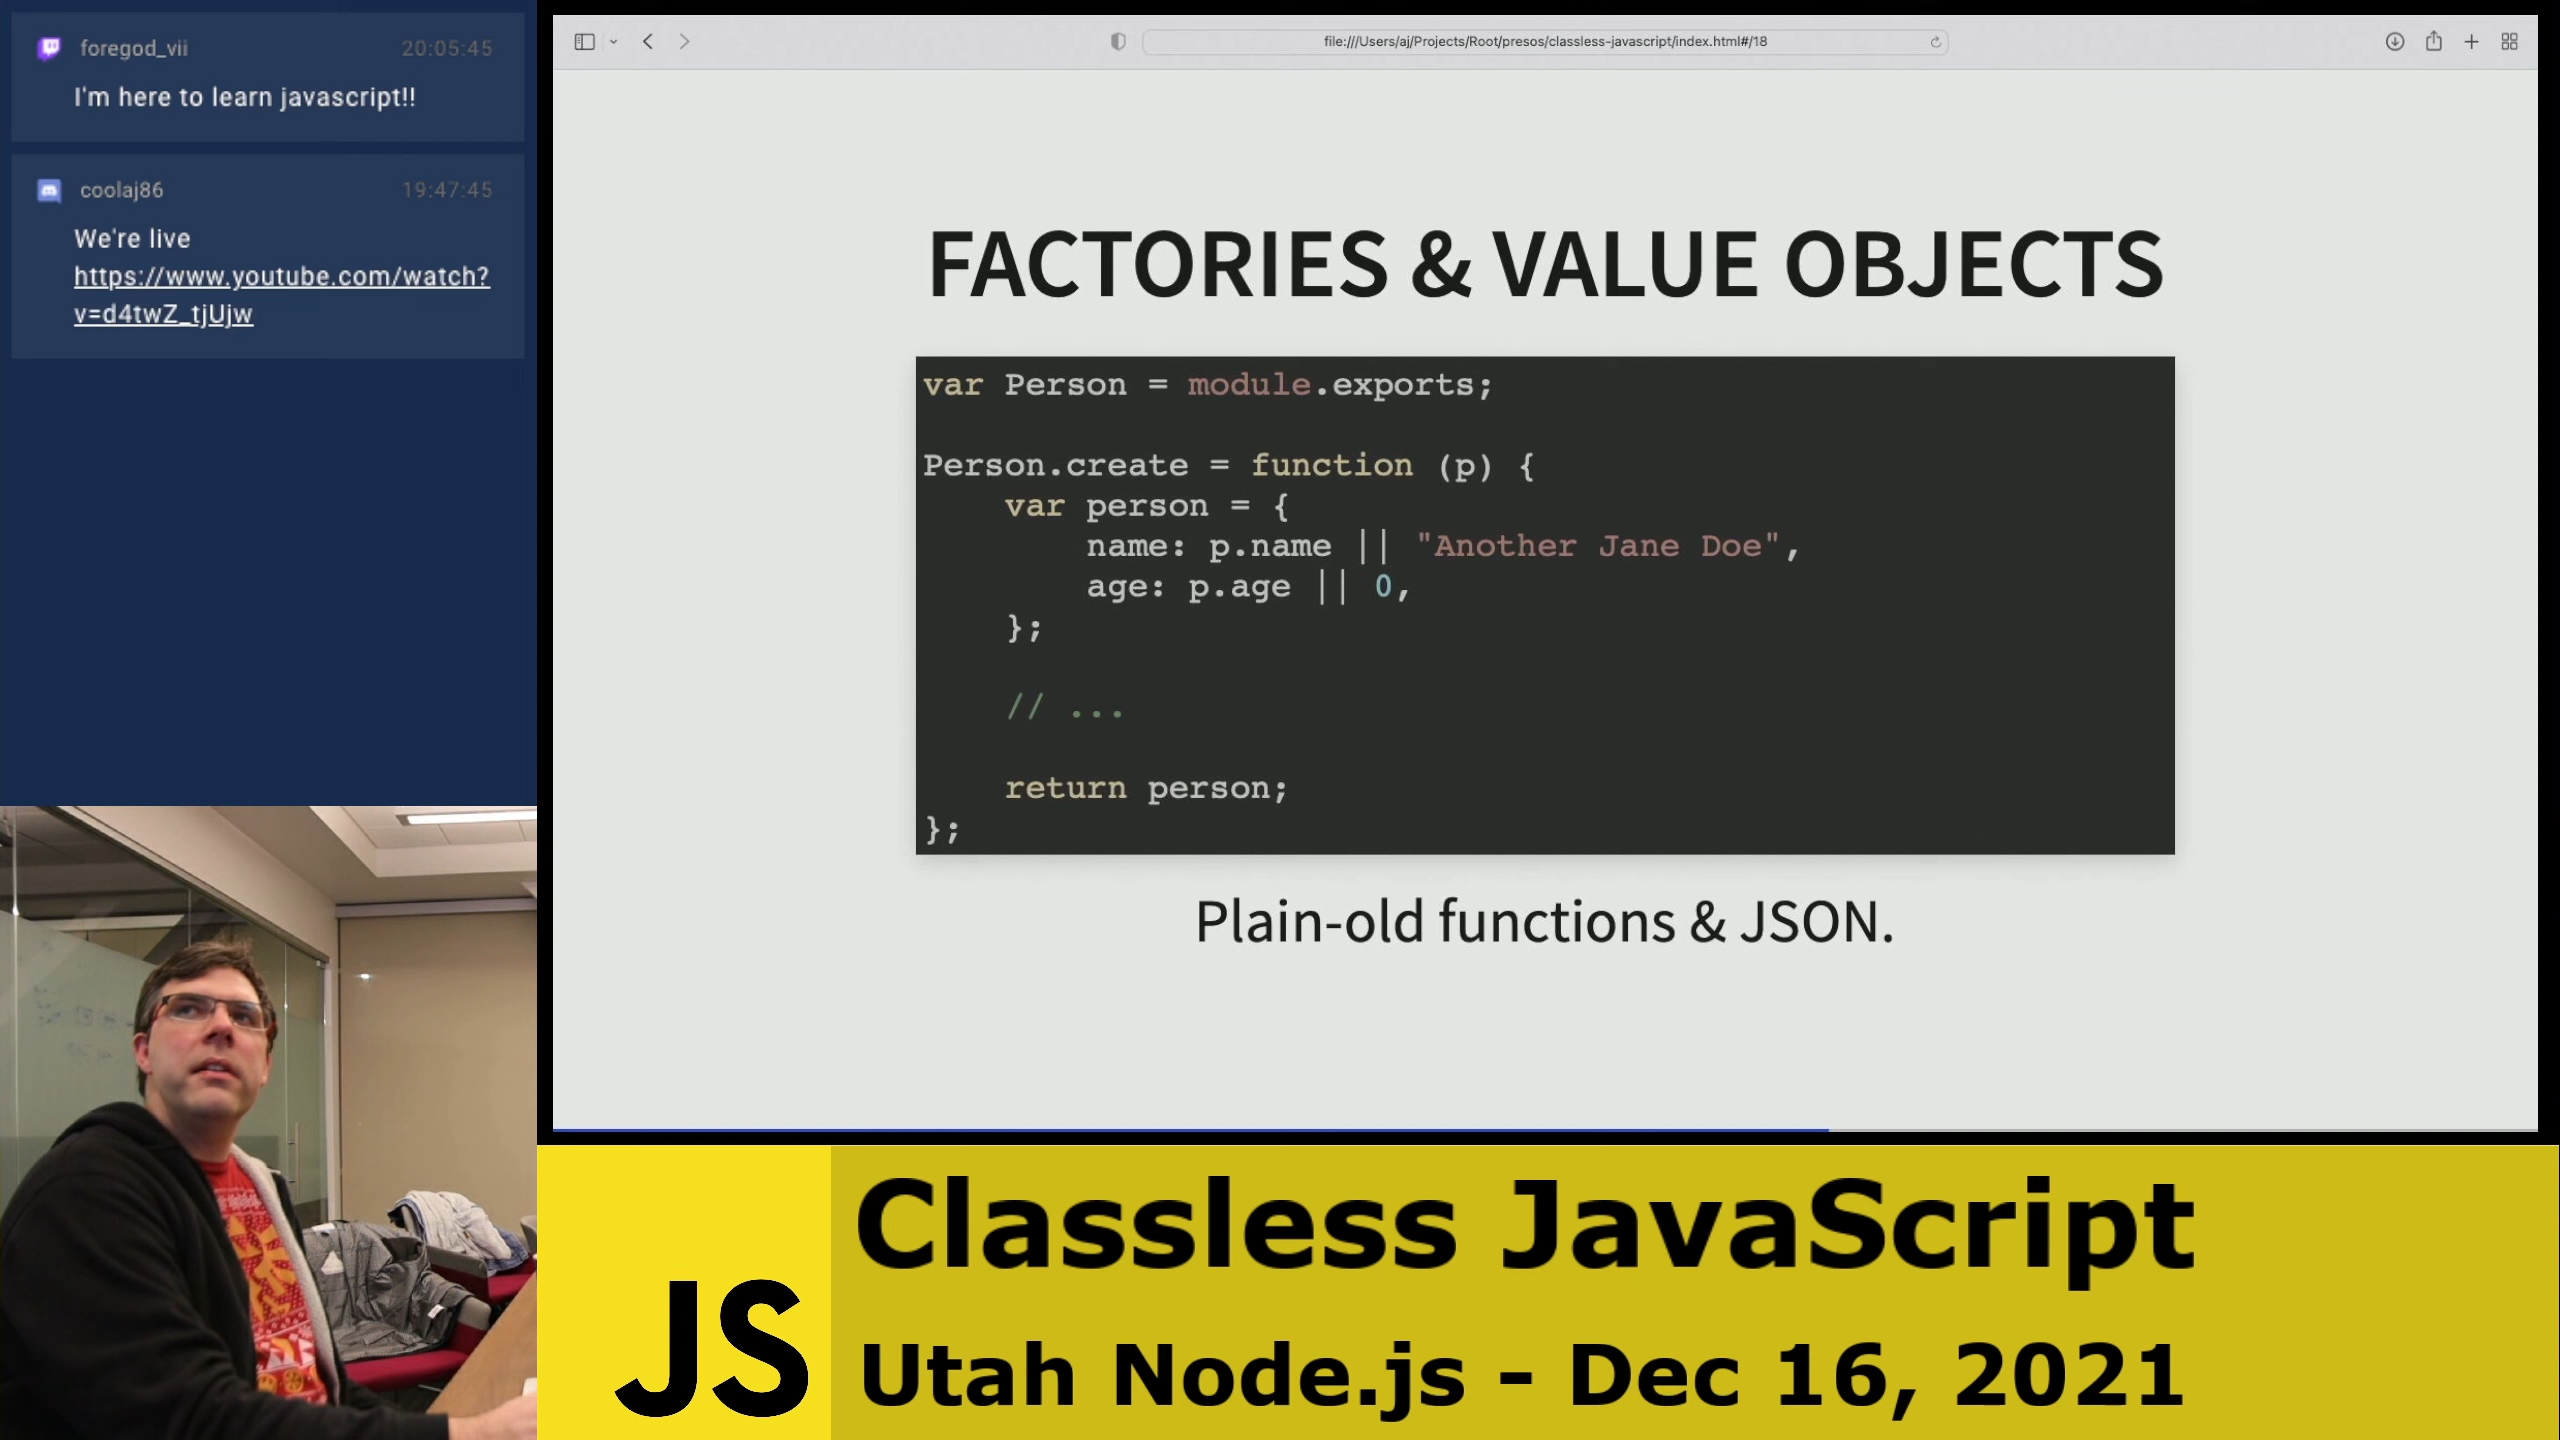 foregod_vii 20:05:45
I'm here to learn javascript!!
coolaj86 19:47:45
We're live
https://www.youtube.com/watch?
v=d4twZ_tjUjw
file:///Users/aj/Projects/Root/presos/classless-javascript/index.html#/18
FACTORIES & VALUE OBJECTS
var Person = module.exports;
Person.create = function (p) {
var person = {
name: p.name || "Another Jane Doe",
age: p.age || 0,
};
// ...
return person;
};
Plain-old functions & JSON.
JS
Classless JavaScript
Utah Node.js - Dec 16, 2021